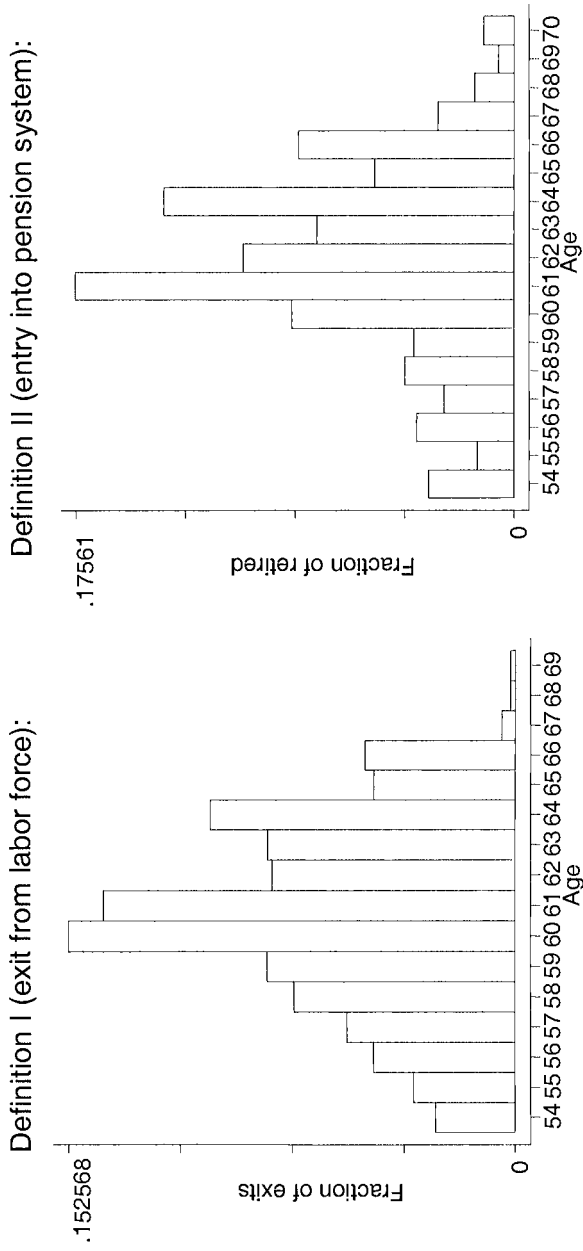 Definition I (exit from labor force):
.152568
Fraction of exits
0
54 55 56 57 58 59 60 61 62 63 64 65 66 67 68 69
Age
Definition II (entry into pension system):
.17561
Fraction of retired
0
54 55 56 57 58 59 60 61 62 63 64 65 66 67 68 69 70
Age